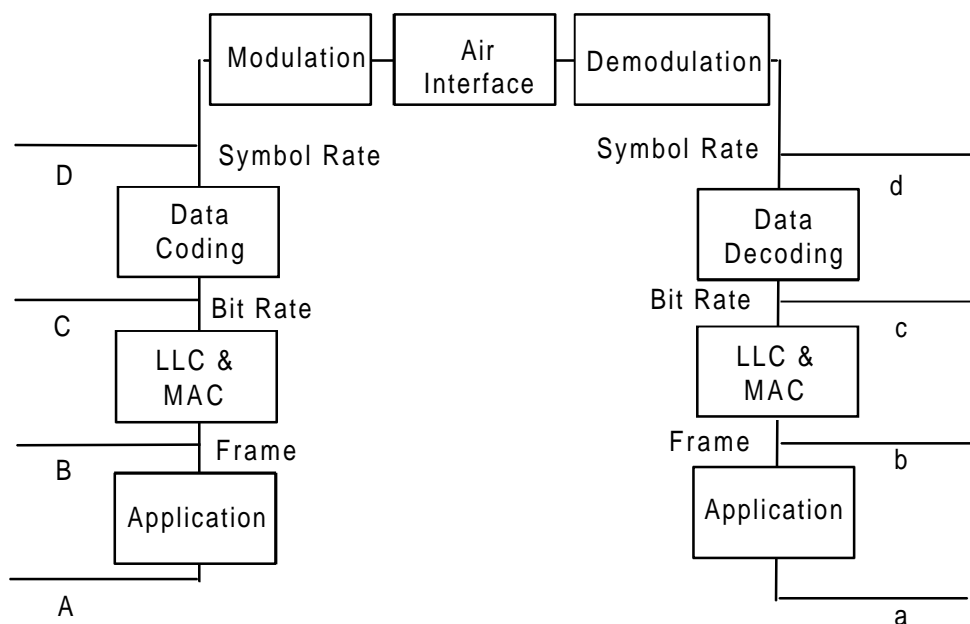 Modulation
Air
Interface
Demodulation
Symbol Rate
Symbol Rate
D
d
Data
Coding
Data
Decoding
Bit Rate
Bit Rate
C
c
LLC &
MAC
LLC &
MAC
Frame
Frame
B
b
Application
Application
A
a